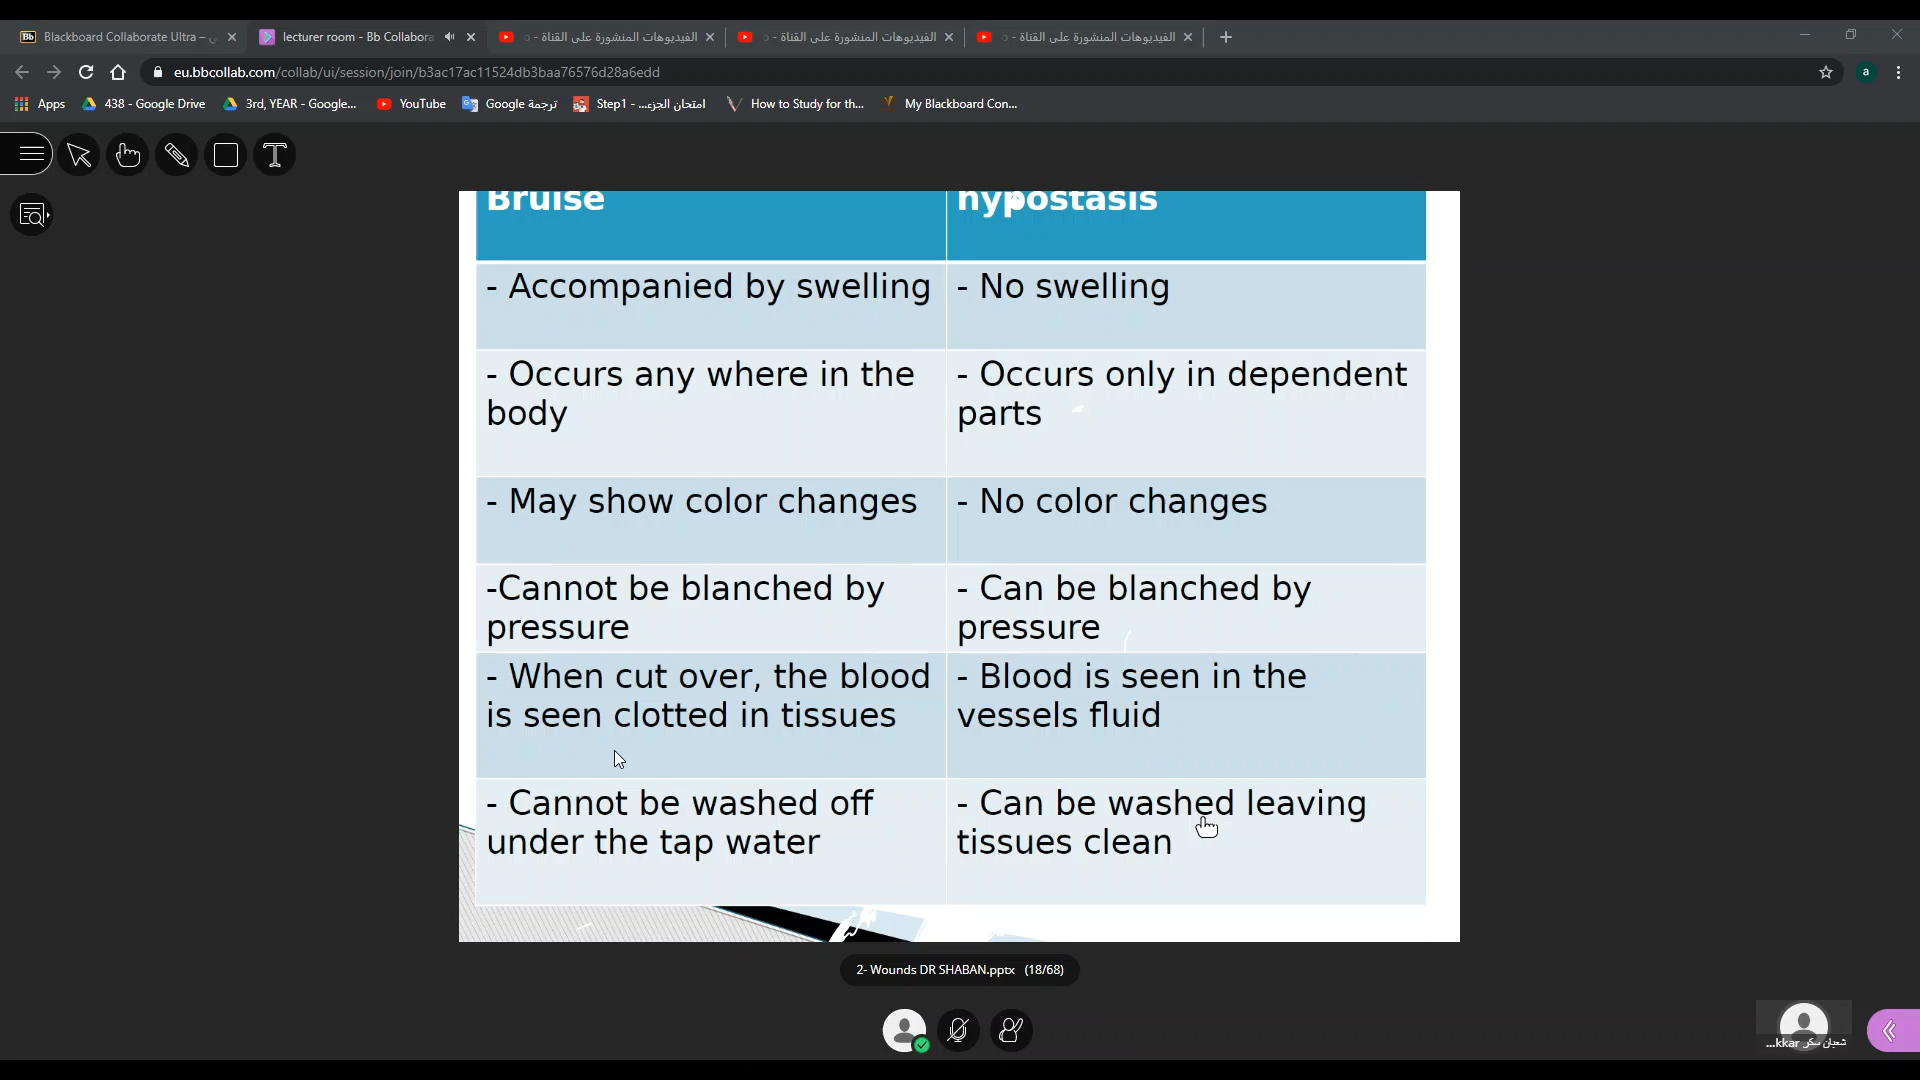 Blackboard Collaborate Ultra –
lecturer room - Bb Collabora
الفيديوهات المنشورة على القناة -
الفيديوهات المنشورة على القناة -
الفيديوهات المنشورة على القناة -
eu.bbcollab.com/collab/ui/session/join/b3ac17ac11524db3baa76576d28a6edd
a
Apps
438 - Google Drive
3rd, YEAR - Google...
YouTube
ترجمة Google
Step1 - ...امتحان الجزء
How to Study for th...
My Blackboard Con...
Bruise
hypostasis
- Accompanied by swelling
- No swelling
- Occurs any where in the
body
- Occurs only in dependent
parts
- May show color changes
- No color changes
-Cannot be blanched by
pressure
- Can be blanched by
pressure
- When cut over, the blood
is seen clotted in tissues
- Blood is seen in the
vessels fluid
- Cannot be washed off
under the tap water
- Can be washed leaving
tissues clean
2- Wounds DR SHABAN.pptx (18/68)
شعبان سكر kkar...